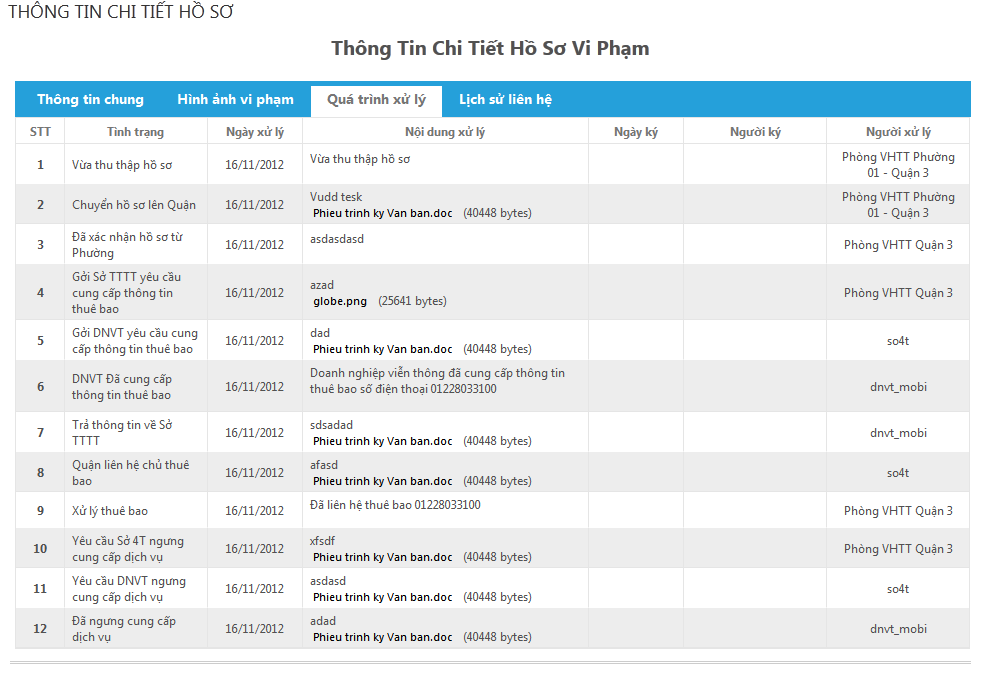 THÔNG TIN CHI TIẾT HỒ SƠ
Thông Tin Chi Tiết Hồ Sơ Vi Phạm
Thông tin chung Hình ảnh vi phạm Quá trình xử lý Lịch sử liên hệ
STT Tình trạng Ngày xử lý Nội dung xử lý Ngày ký Người ký Người xử lý
1 Vừa thu thập hồ sơ 16/11/2012 Vừa thu thập hồ sơ Phòng VHTT Phường
01 - Quận 3
2 Chuyển hồ sơ lên Quận 16/11/2012 Vudd tesk Phòng VHTT Phường
Phieu trinh ky Van ban.doc (40448 bytes) 01 - Quận 3
3 Đã xác nhận hồ sơ từ 16/11/2012 asdasdasd Phòng VHTT Quận 3
Phường
4 Gởi Sở TTTT yêu cầu 16/11/2012 azad Phòng VHTT Quận 3
cung cấp thông tin globe.png (25641 bytes)
thuê bao
5 Gởi DNVT yêu cầu cung 16/11/2012 dad so4t
cấp thông tin thuê bao Phieu trinh ky Van ban.doc (40448 bytes)
6 DNVT Đã cung cấp 16/11/2012 Doanh nghiệp viễn thông đã cung cấp thông tin dnvt_mobi
thông tin thuê bao thuê bao số điện thoại 01228033100
7 Trả thông tin về Sở 16/11/2012 sdsadad dnvt_mobi
TTTT Phieu trinh ky Van ban.doc (40448 bytes)
8 Quận liên hệ chủ thuê 16/11/2012 afasd so4t
bao Phieu trinh ky Van ban.doc (40448 bytes)
9 Xử lý thuê bao 16/11/2012 Đã liên hệ thuê bao 01228033100 Phòng VHTT Quận 3
10 Yêu cầu Sở 4T ngưng 16/11/2012 xfsdf Phòng VHTT Quận 3
cung cấp dịch vụ Phieu trinh ky Van ban.doc (40448 bytes)
11 Yêu cầu DNVT ngưng 16/11/2012 asdasd so4t
cung cấp dịch vụ Phieu trinh ky Van ban.doc (40448 bytes)
12 Đã ngưng cung cấp 16/11/2012 adad dnvt_mobi
dịch vụ Phieu trinh ky Van ban.doc (40448 bytes)